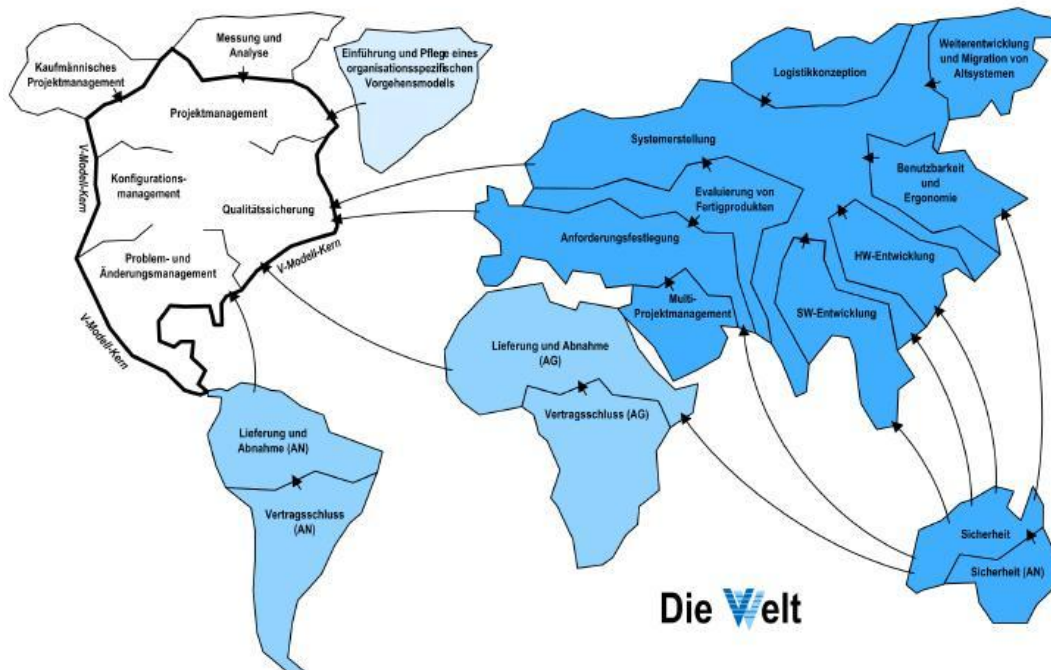 Messung und
Analyse
Kaufmännisches
Projektmanagement
Einführung und Pflege eines
organisationsspezifischen
Vorgehensmodells
Projektmanagement
V-Modell-Kern
Konfigurations-
management
Qualitätssicherung
Problem- und
Änderungsmanagement
V-Modell-Kern
V-Modell-Kern
Lieferung und
Abnahme (AN)
Vertragsschluss
(AN)
Logistikkonzeption
Weiterentwicklung
und Migration von
Altsystemen
Systemerstellung
Benutzbarkeit
und
Ergonomie
Evaluierung von
Fertigprodukten
Anforderungsfestlegung
HW-Entwicklung
Multi-
Projektmanagement
SW-Entwicklung
Lieferung und Abnahme
(AG)
Vertragsschluss (AG)
Sicherheit
Sicherheit (AN)
Die Welt